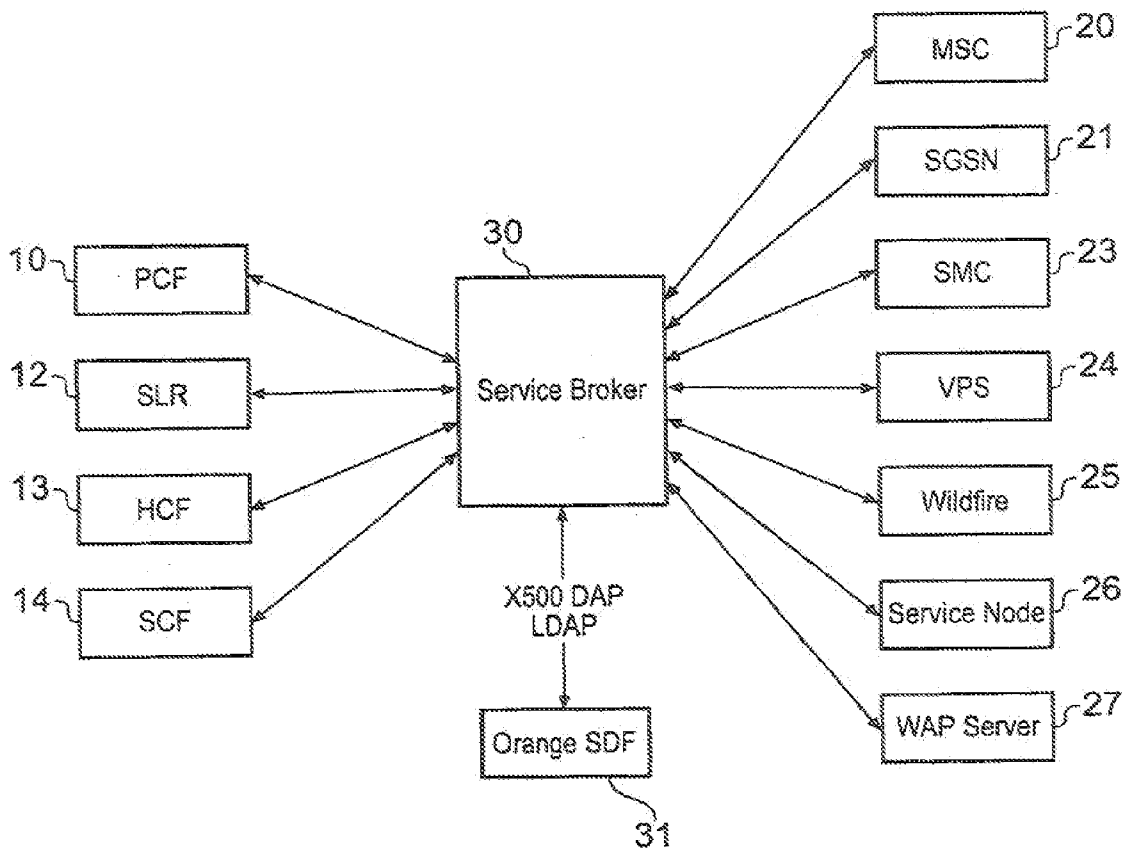 MSC 20
SGSN 21
30
10 PCF
SMC 23
12 SLR
Service Broker
VPS 24
13 HCF
Wildfire 25
14 SCF
X500 DAP
LDAP
Service Node 26
Orange SDF
WAP Server 27
31